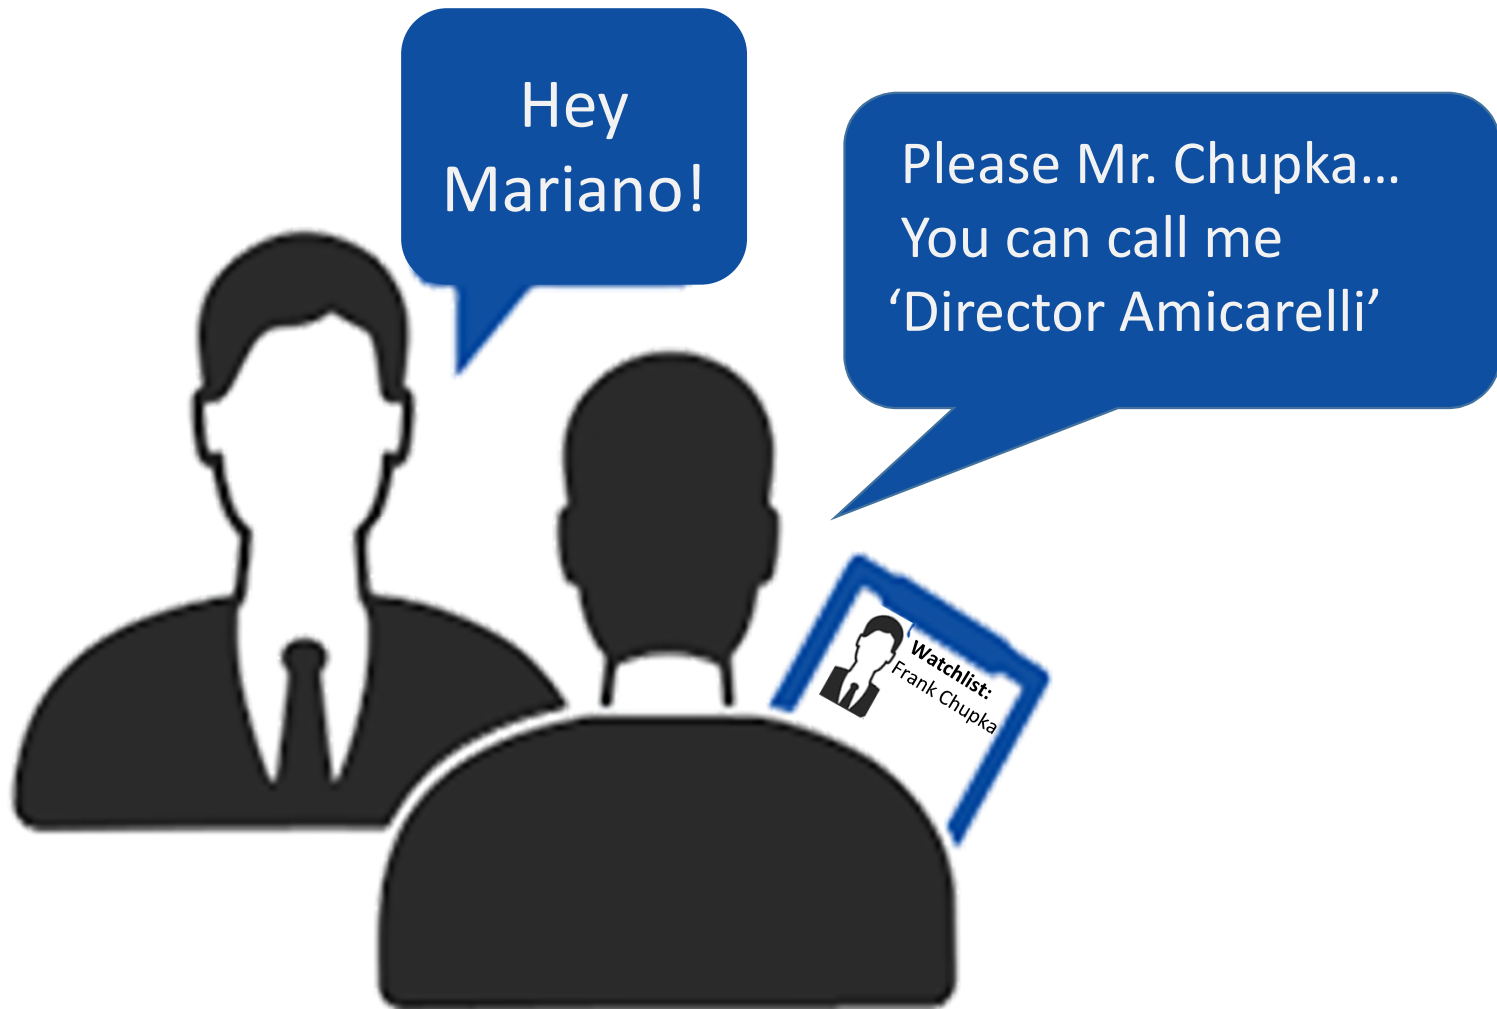 Hey
Mariano!
Please Mr. Chupka...
You can call me
‘Director Amicarelli’
Watchlist:
Frank Chupka